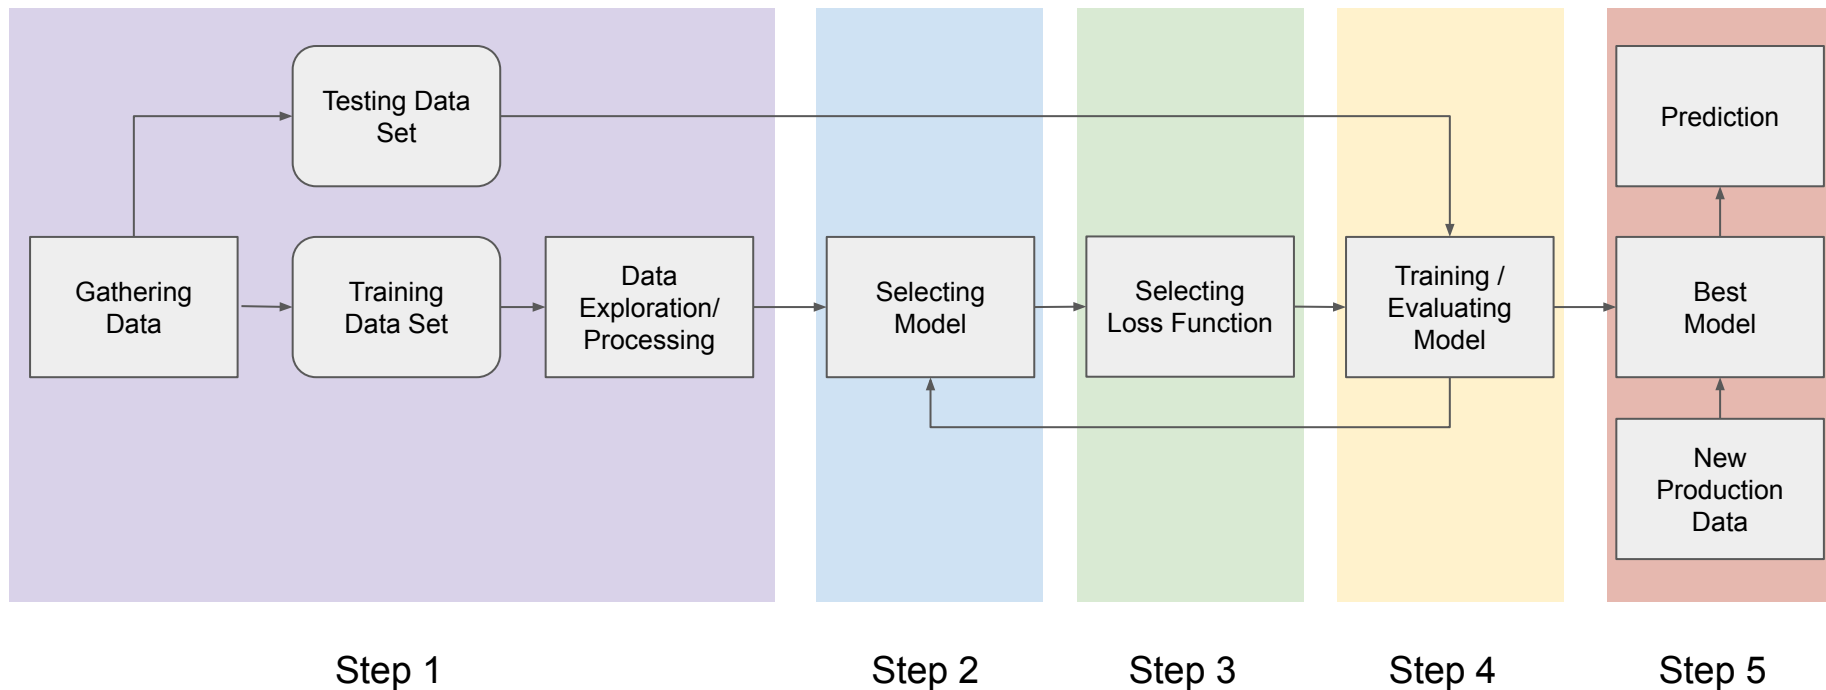 Testing Data
Set
Prediction
Gathering
Data
Training
Data Set
Data
Exploration/
Processing
Selecting
Model
Selecting
Loss Function
Training /
Evaluating
Model
Best
Model
New
Production
Data
Step 1
Step 2
Step 3
Step 4
Step 5